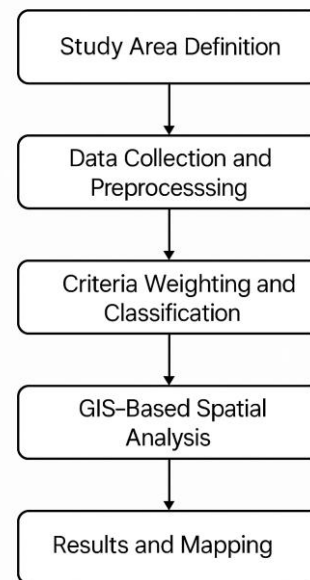 Study Area Definition
Data Collection and
Preprocesssing
Criteria Weighting and
Classification
GIS-Based Spatial
Analysis
Results and Mapping